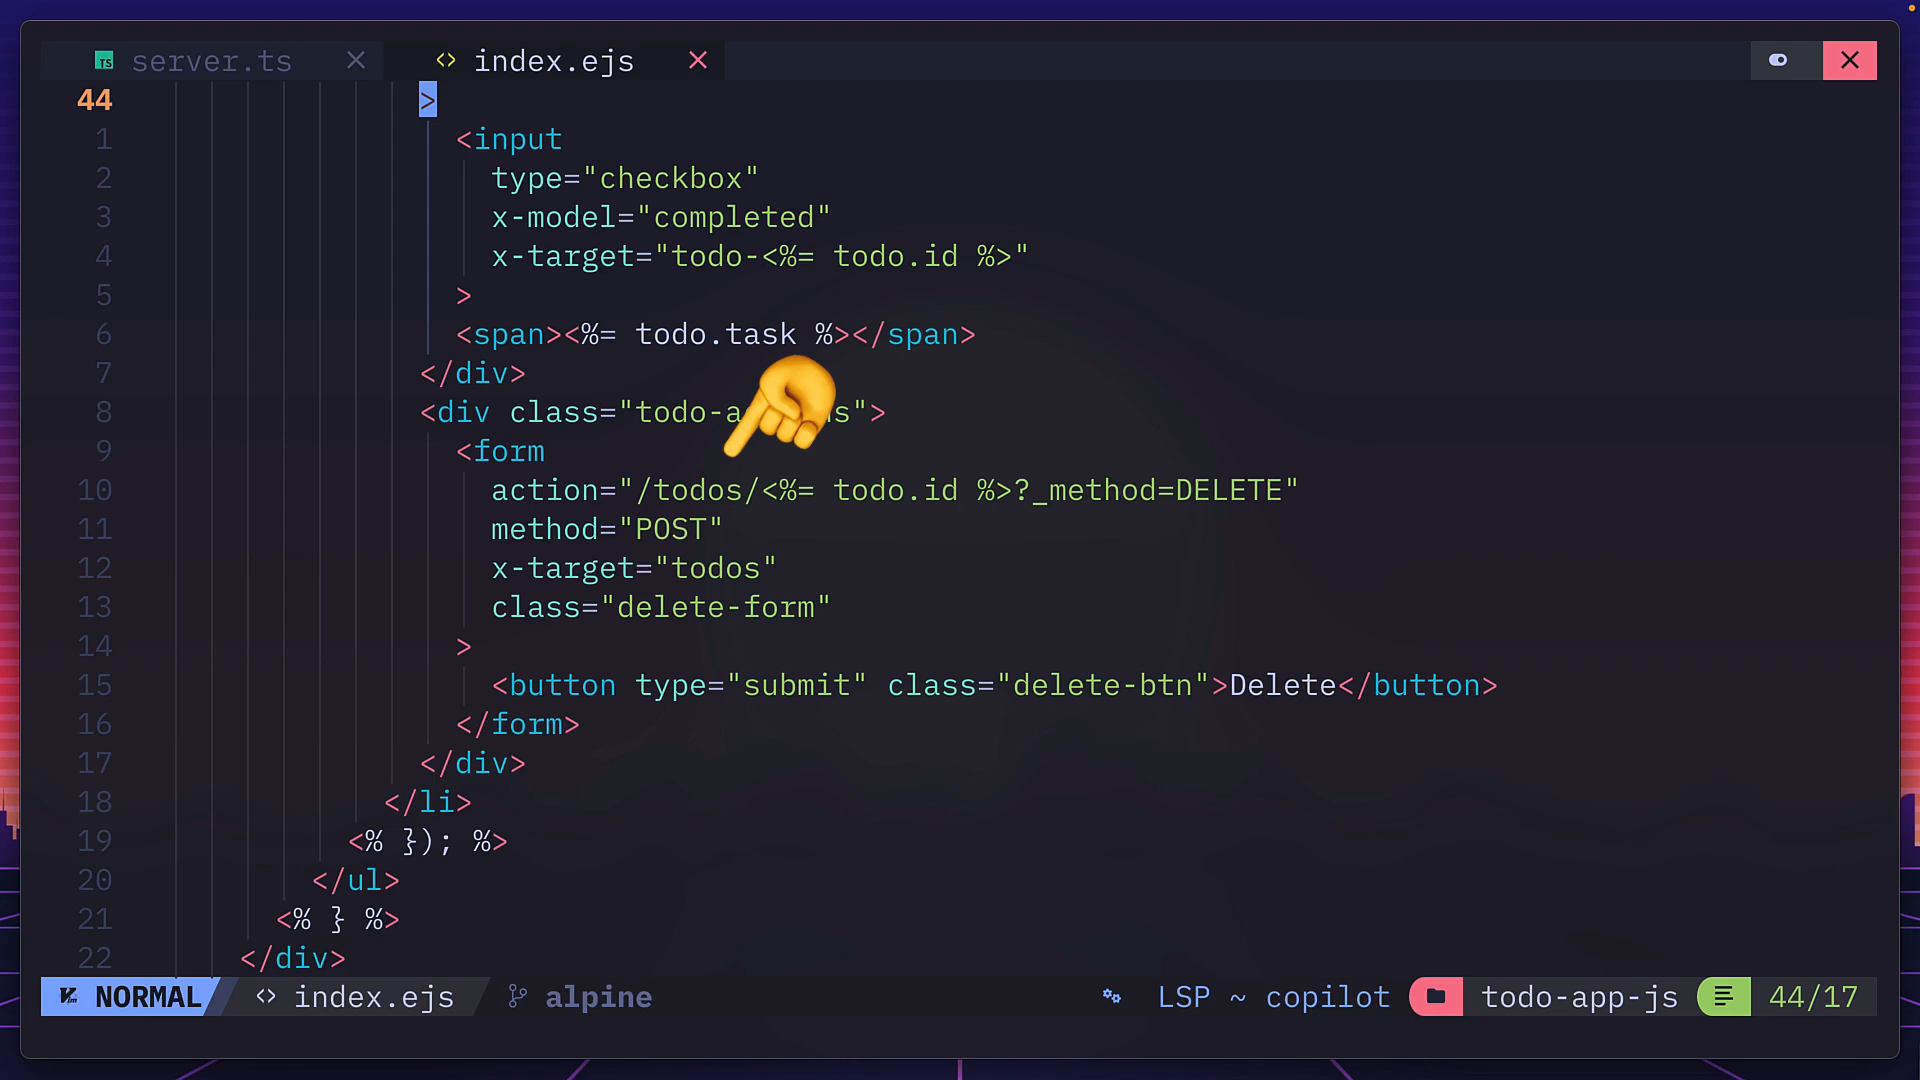 TS server.ts
<> index.ejs
44 >
1 <input
2 type="checkbox"
3 x-model="completed"
4 x-target="todo-<%= todo.id %>"
5 >
6 <span><%= todo.task %></span>
7 </div>
8 <div class="todo-a s">
9 <form
10 action="/todos/<%= todo.id %>?_method=DELETE"
11 method="POST"
12 x-target="todos"
13 class="delete-form"
14 >
15 <button type="submit" class="delete-btn">Delete</button>
16 </form>
17 </div>
18 </li>
19 <% }); %>
20 </ul>
21 <% } %>
22 </div>
NORMAL <> index.ejs alpine LSP ~ copilot todo-app-js 44/17